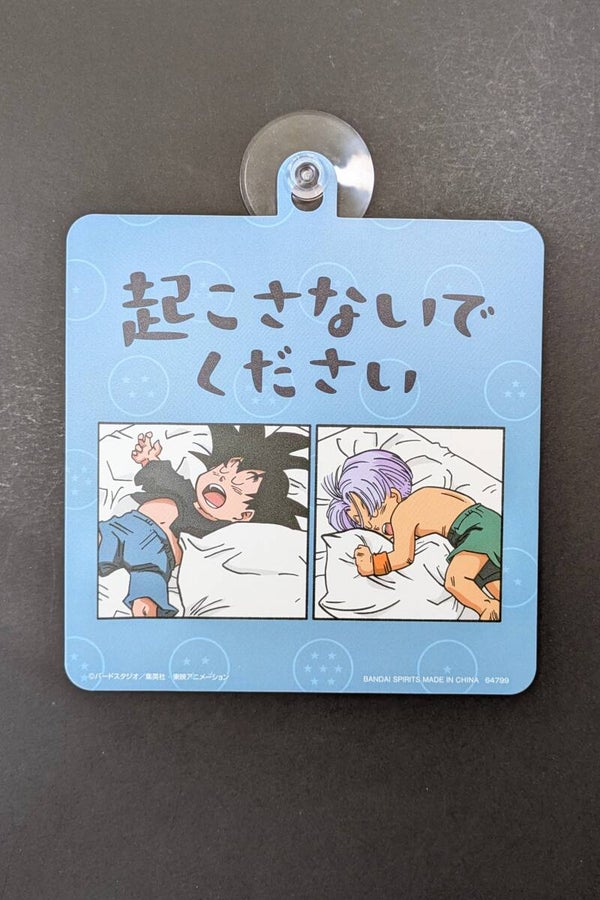 起こさないで
ください
©バードスタジオ／集英社・東映アニメーション
BANDAI SPIRITS MADE IN CHINA 64799